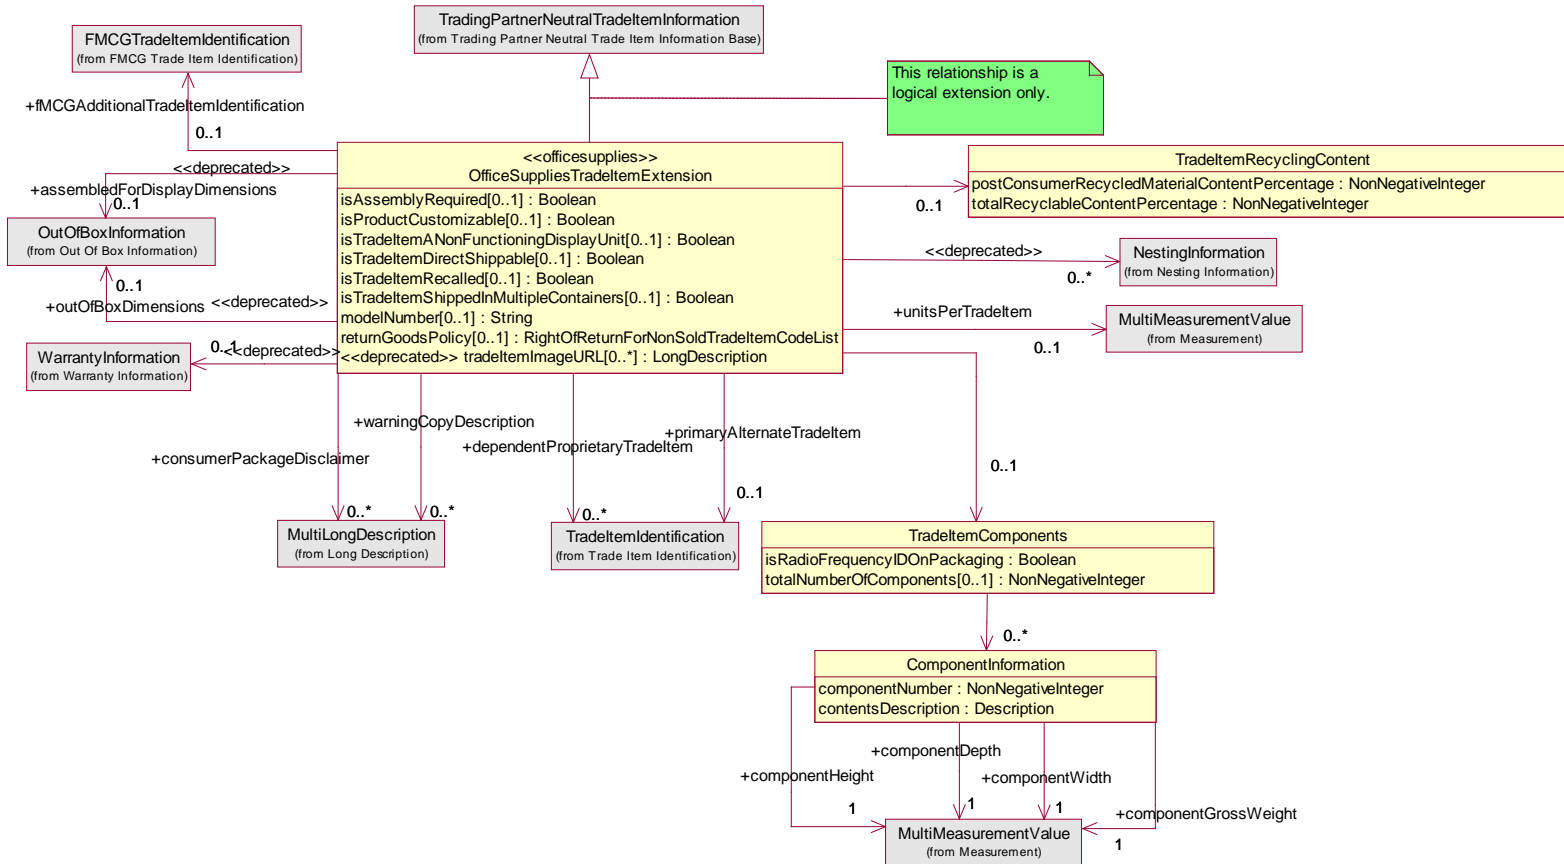 TradingPartnerNeutralTradeItemInformation
(from Trading Partner Neutral Trade Item Information Base)
FMCGTradeItemIdentification
(from FMCG Trade Item Identification)
This relationship is a
logical extension only.
+fMCGAdditionalTradeItemIdentification
0..1
<<deprecated>>
+assembledForDisplayDimensions
0..1
OutOfBoxInformation
(from Out Of Box Information)
0..1
+outOfBoxDimensions
<<deprecated>>
0..1
<<deprecated>>
WarrantyInformation
(from Warranty Information)
<<officesupplies>>
OfficeSuppliesTradeItemExtension
isAssemblyRequired[0..1] : Boolean
isProductCustomizable[0..1] : Boolean
isTradeItemANonFunctioningDisplayUnit[0..1] : Boolean
isTradeItemDirectShippable[0..1] : Boolean
isTradeItemRecalled[0..1] : Boolean
isTradeItemShippedInMultipleContainers[0..1] : Boolean
modelNumber[0..1] : String
returnGoodsPolicy[0..1] : RightOfReturnForNonSoldTradeItemCodeList
<<deprecated>> tradeItemImageURL[0..*] : LongDescription
TradeItemRecyclingContent
postConsumerRecycledMaterialContentPercentage : NonNegativeInteger
totalRecyclableContentPercentage : NonNegativeInteger
0..1
<<deprecated>>
0..*
NestingInformation
(from Nesting Information)
+unitsPerTradeItem
0..1
MultiMeasurementValue
(from Measurement)
+warningCopyDescription
+consumerPackageDisclaimer
+dependentProprietaryTradeItem
+primaryAlternateTradeItem
0..1
0..*
0..*
0..*
0..1
MultiLongDescription
(from Long Description)
TradeItemIdentification
(from Trade Item Identification)
TradeItemComponents
isRadioFrequencyIDOnPackaging : Boolean
totalNumberOfComponents[0..1] : NonNegativeInteger
0..*
ComponentInformation
componentNumber : NonNegativeInteger
contentsDescription : Description
+componentDepth
+componentHeight
+componentWidth
+componentGrossWeight
1
1
1
1
MultiMeasurementValue
(from Measurement)